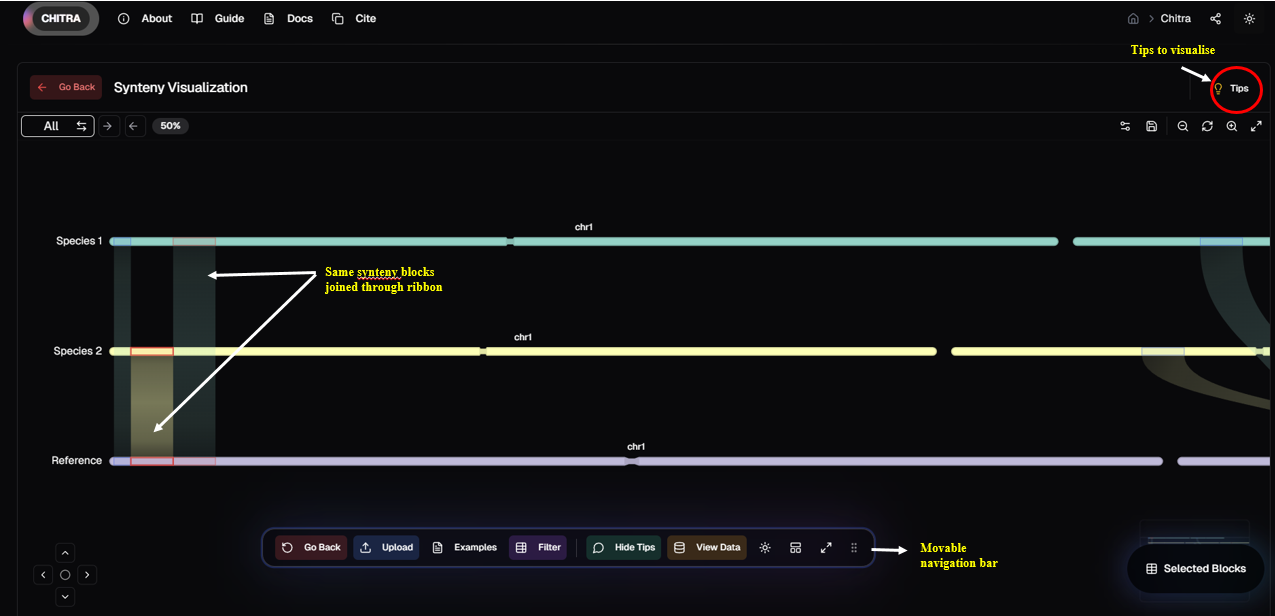 CHITRA About Guide Docs Cite Chitra
Tips to visualise
Go Back Synteny Visualization Tips
All 50%
chr1
Species 1
Same synteny blocks
joined through ribbon
chr1
Species 2
chr1
Reference
Go Back Upload Examples Filter Hide Tips View Data
Movable
navigation bar
Selected Blocks